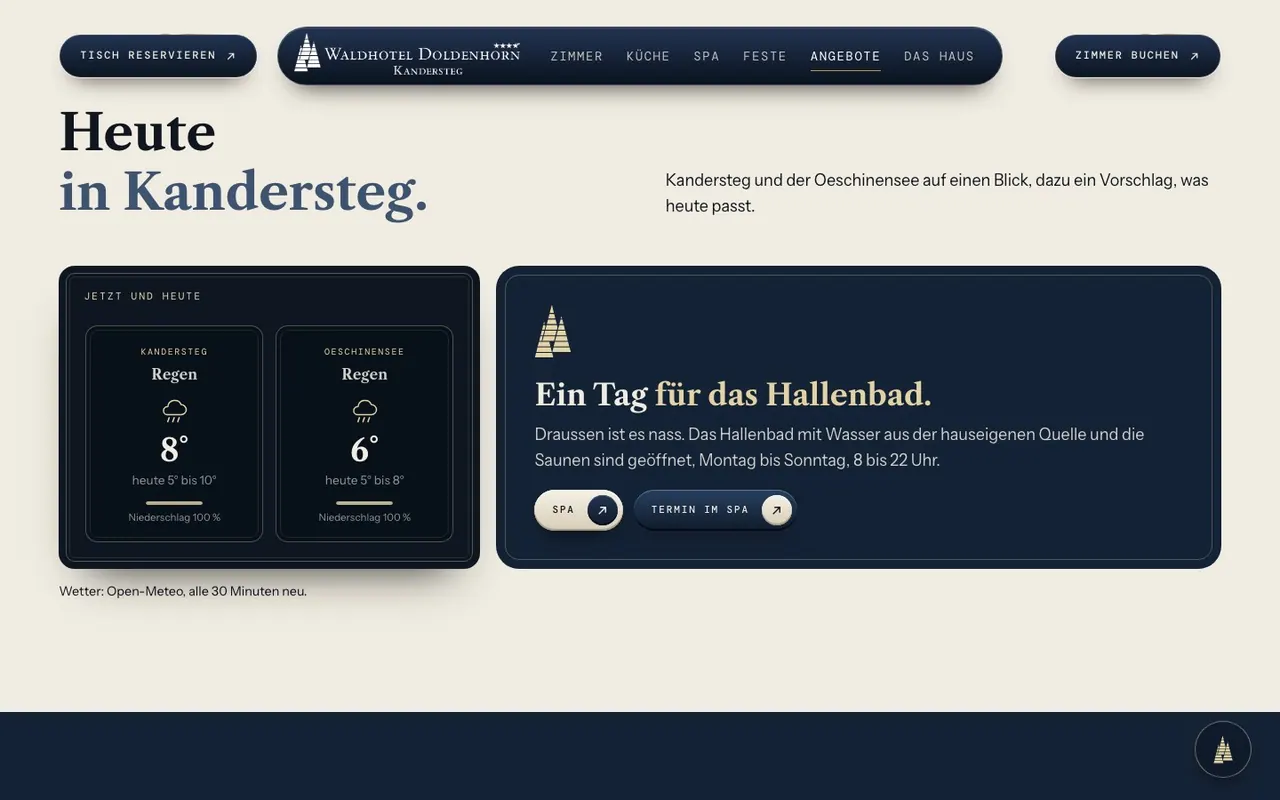 TISCH RESERVIEREN
WALDHOTEL DOLDENHORN
KANDERSTEG
ZIMMER
KÜCHE
SPA
FESTE
ANGEBOTE
DAS HAUS
ZIMMER BUCHEN
Heute
in Kandersteg.
Kandersteg und der Oeschinensee auf einen Blick, dazu ein Vorschlag, was
heute passt.
JETZT UND HEUTE
KANDERSTEG
Regen
8°
heute 5° bis 10°
Niederschlag 100 %
OESCHINENSEE
Regen
6°
heute 5° bis 8°
Niederschlag 100 %
Wetter: Open-Meteo, alle 30 Minuten neu.
Ein Tag für das Hallenbad.
Draussen ist es nass. Das Hallenbad mit Wasser aus der hauseigenen Quelle und die
Saunen sind geöffnet, Montag bis Sonntag, 8 bis 22 Uhr.
SPA
TERMIN IM SPA